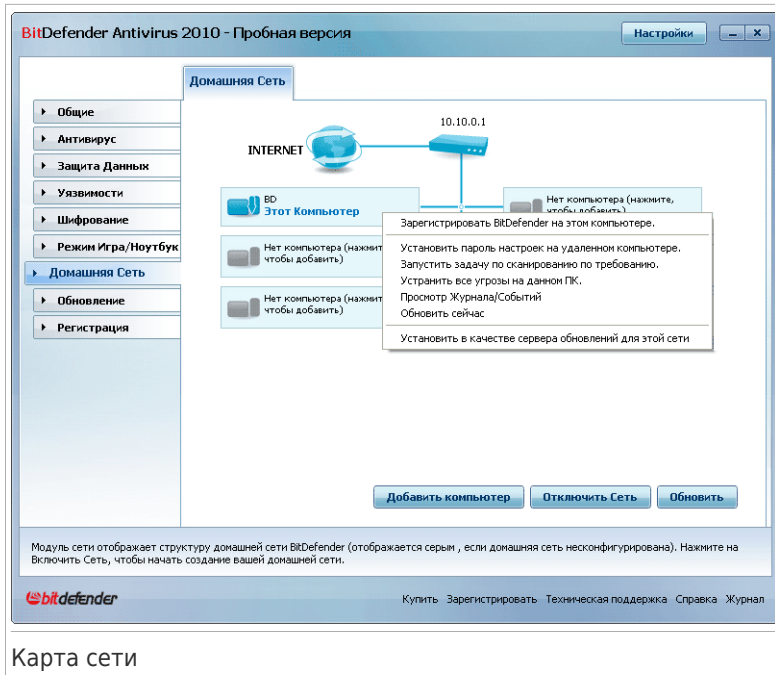 BitDefender Antivirus 2010 - Пробная версия
Настройки
Домашняя Сеть
Общие
Антивирус
Защита Данных
Уязвимости
Шифрование
Режим Игра/Ноутбук
Домашняя Сеть
Обновление
Регистрация
10.10.0.1
INTERNET
BD
Этот Компьютер
Нет компьютера (нажмите,
чтобы добавить)
Зарегистрировать BitDefender на этом компьютере.
Установить пароль настроек на удаленном компьютере.
Запустить задачу по сканированию по требованию.
Устранить все угрозы на данном ПК.
Просмотр Журнала/Событий
Обновить сейчас
Установить в качестве сервера обновлений для этой сети
Нет компьютера (нажмит
чтобы добавить)
Нет компьютера (нажмит
чтобы добавить)
Добавить компьютер
Отключить Сеть
Обновить
Модуль сети отображает структуру домашней сети BitDefender (отображается серым , если домашняя сеть несконфигурирована). Нажмите на
Включить Сеть, чтобы начать создание вашей домашней сети.
bitdefender
Купить Зарегистрировать Техническая поддержка Справка Журнал
Карта сети